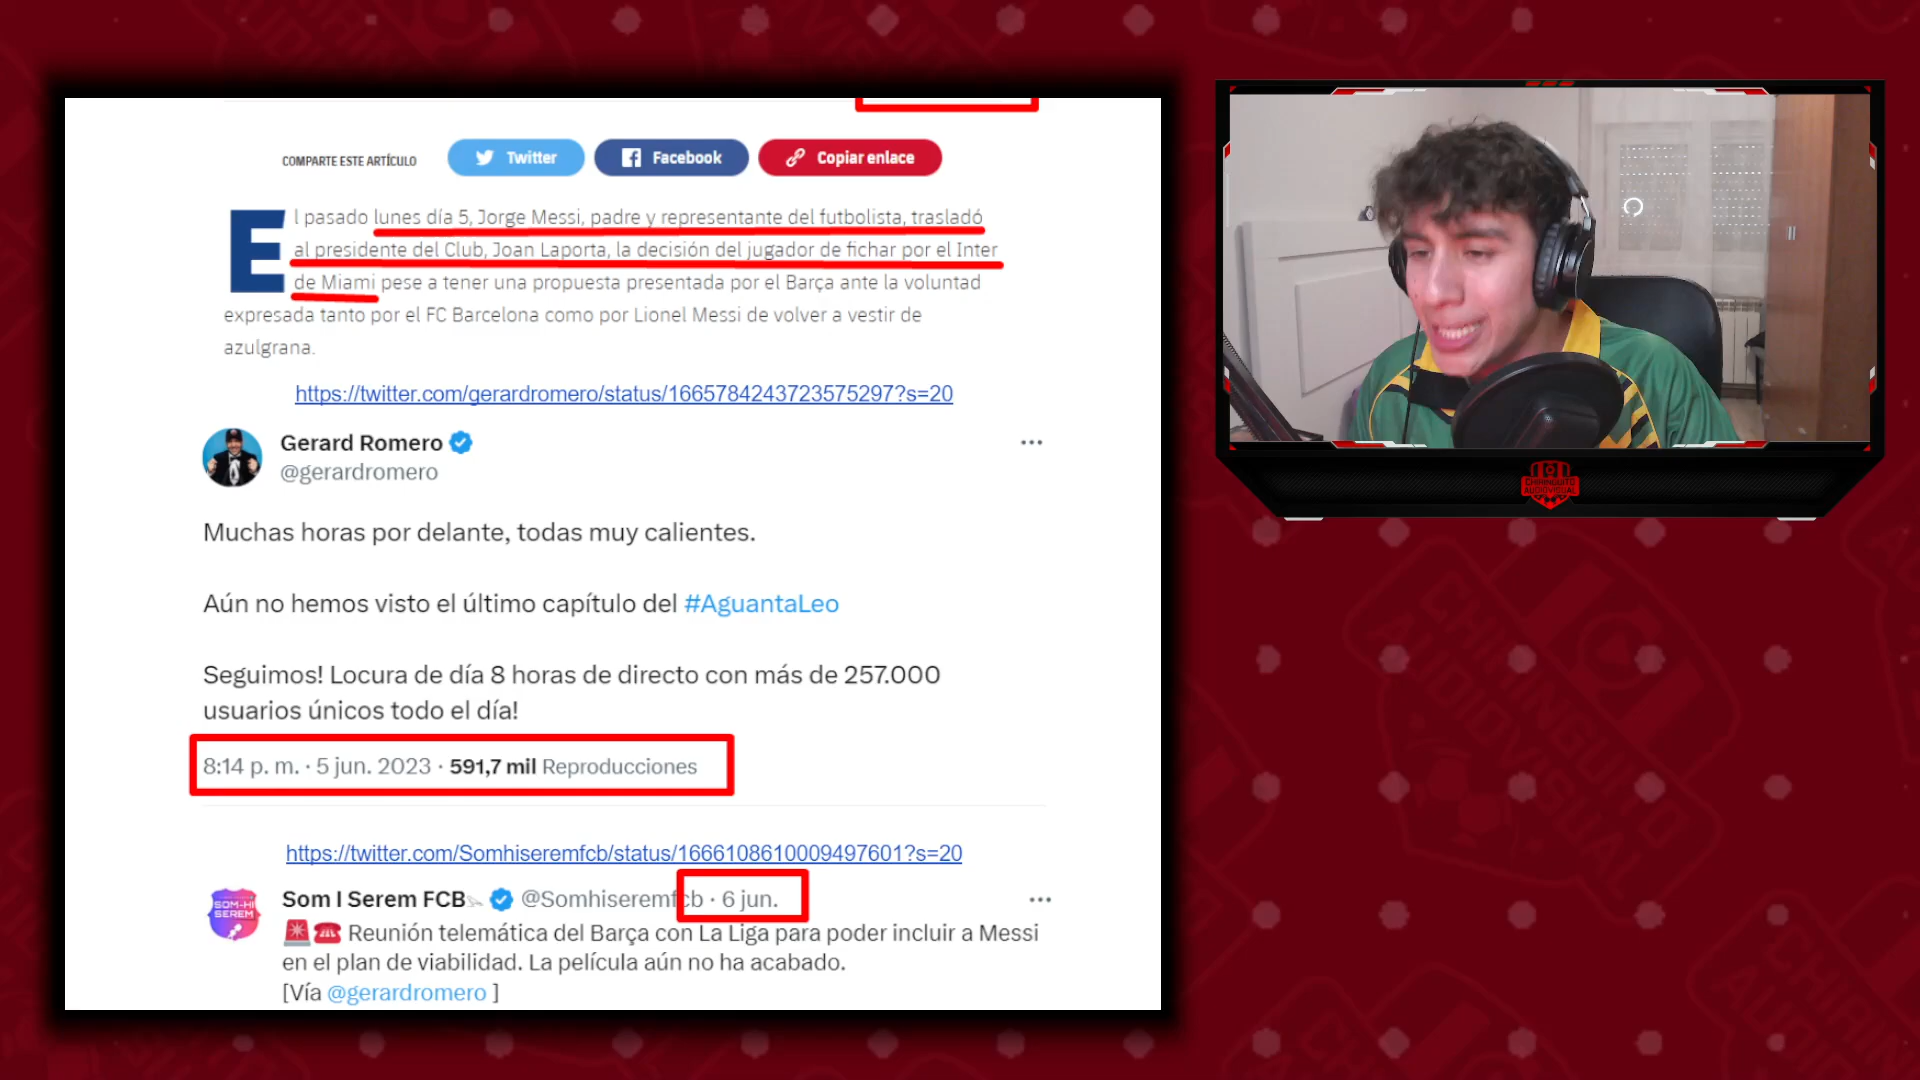 COMPARTE ESTE ARTÍCULO
Twitter
Facebook
Copiar enlace
El pasado lunes día 5, Jorge Messi, padre y representante del futbolista, trasladó
al presidente del Club, Joan Laporta, la decisión del jugador de fichar por el Inter
de Miami pese a tener una propuesta presentada por el Barça ante la voluntad
expresada tanto por el FC Barcelona como por Lionel Messi de volver a vestir de
azulgrana.
https://twitter.com/gerardromero/status/1665784243723575297?s=20
Gerard Romero
@gerardromero
Muchas horas por delante, todas muy calientes.
Aún no hemos visto el último capítulo del #AguantaLeo
Seguimos! Locura de día 8 horas de directo con más de 257.000
usuarios únicos todo el día!
8:14 p. m. · 5 jun. 2023 · 591,7 mil Reproducciones
https://twitter.com/Somhiseremfcb/status/1666108610009497601?s=20
SOM-HI
SEREM
Som I Serem FCB @Somhiseremfcb · 6 jun.
Reunión telemática del Barça con La Liga para poder incluir a Messi
en el plan de viabilidad. La película aún no ha acabado.
[Vía @gerardromero ]
CHIRINGUITO
AUDIOVISUAL
CHIRINGUITO
AUDIOVISUAL